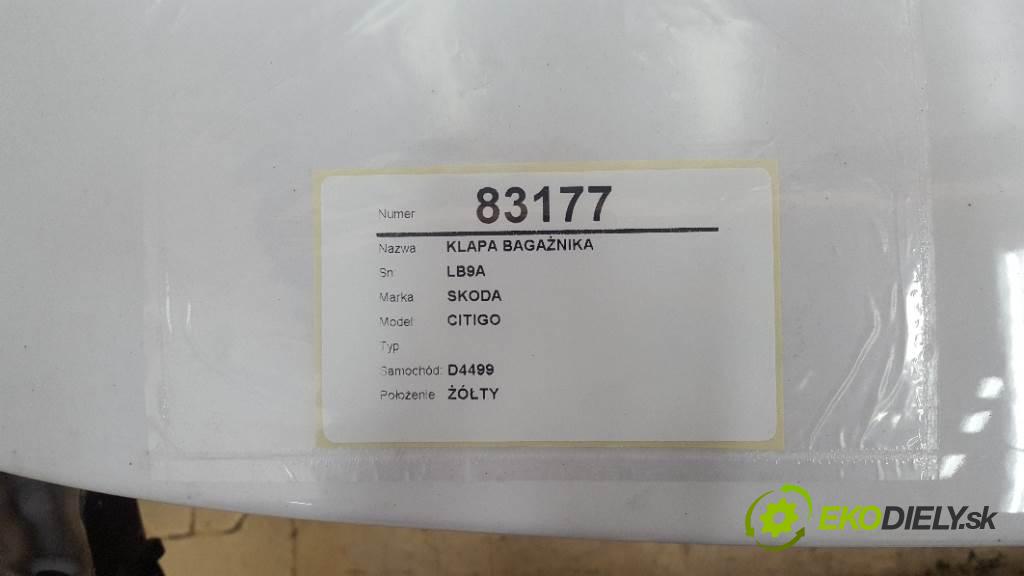 Numer 83177
Nazwa KLAPA BAGAŻNIKA
Sn: LB9A
Marka SKODA
Model: CITIGO
Typ
Samochód: D4499
Położenie ŻÓŁTY
EKODIELY.sk